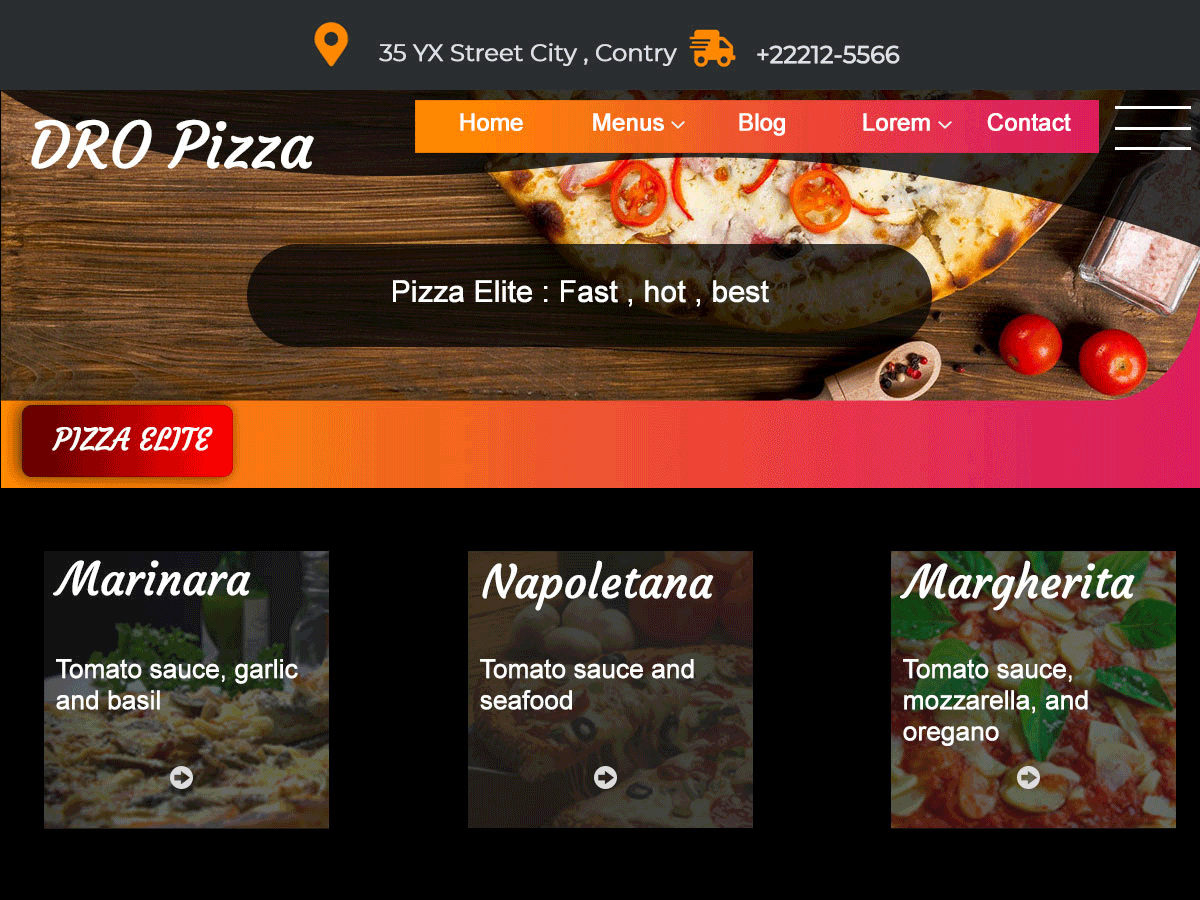 35 YX Street City , Contry
+22212-5566
DRO Pizza
Home Menus Blog Lorem Contact
Pizza Elite : Fast , hot , best
PIZZA ELITE
Marinara
Tomato sauce, garlic
and basil
Napoletana
Tomato sauce and
seafood
Margherita
Tomato sauce,
mozzarella, and
oregano